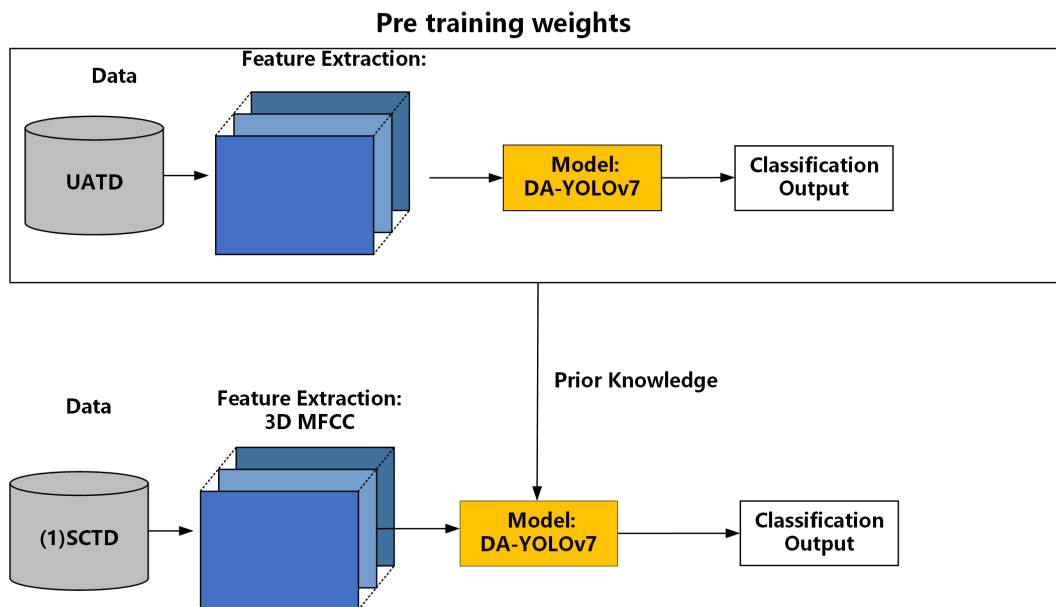 Pre training weights
Data
Feature Extraction:
UATD
Model:
DA-YOLOv7
Classification
Output
Prior Knowledge
Data
Feature Extraction:
3D MFCC
(1)SCTD
Model:
DA-YOLOv7
Classification
Output